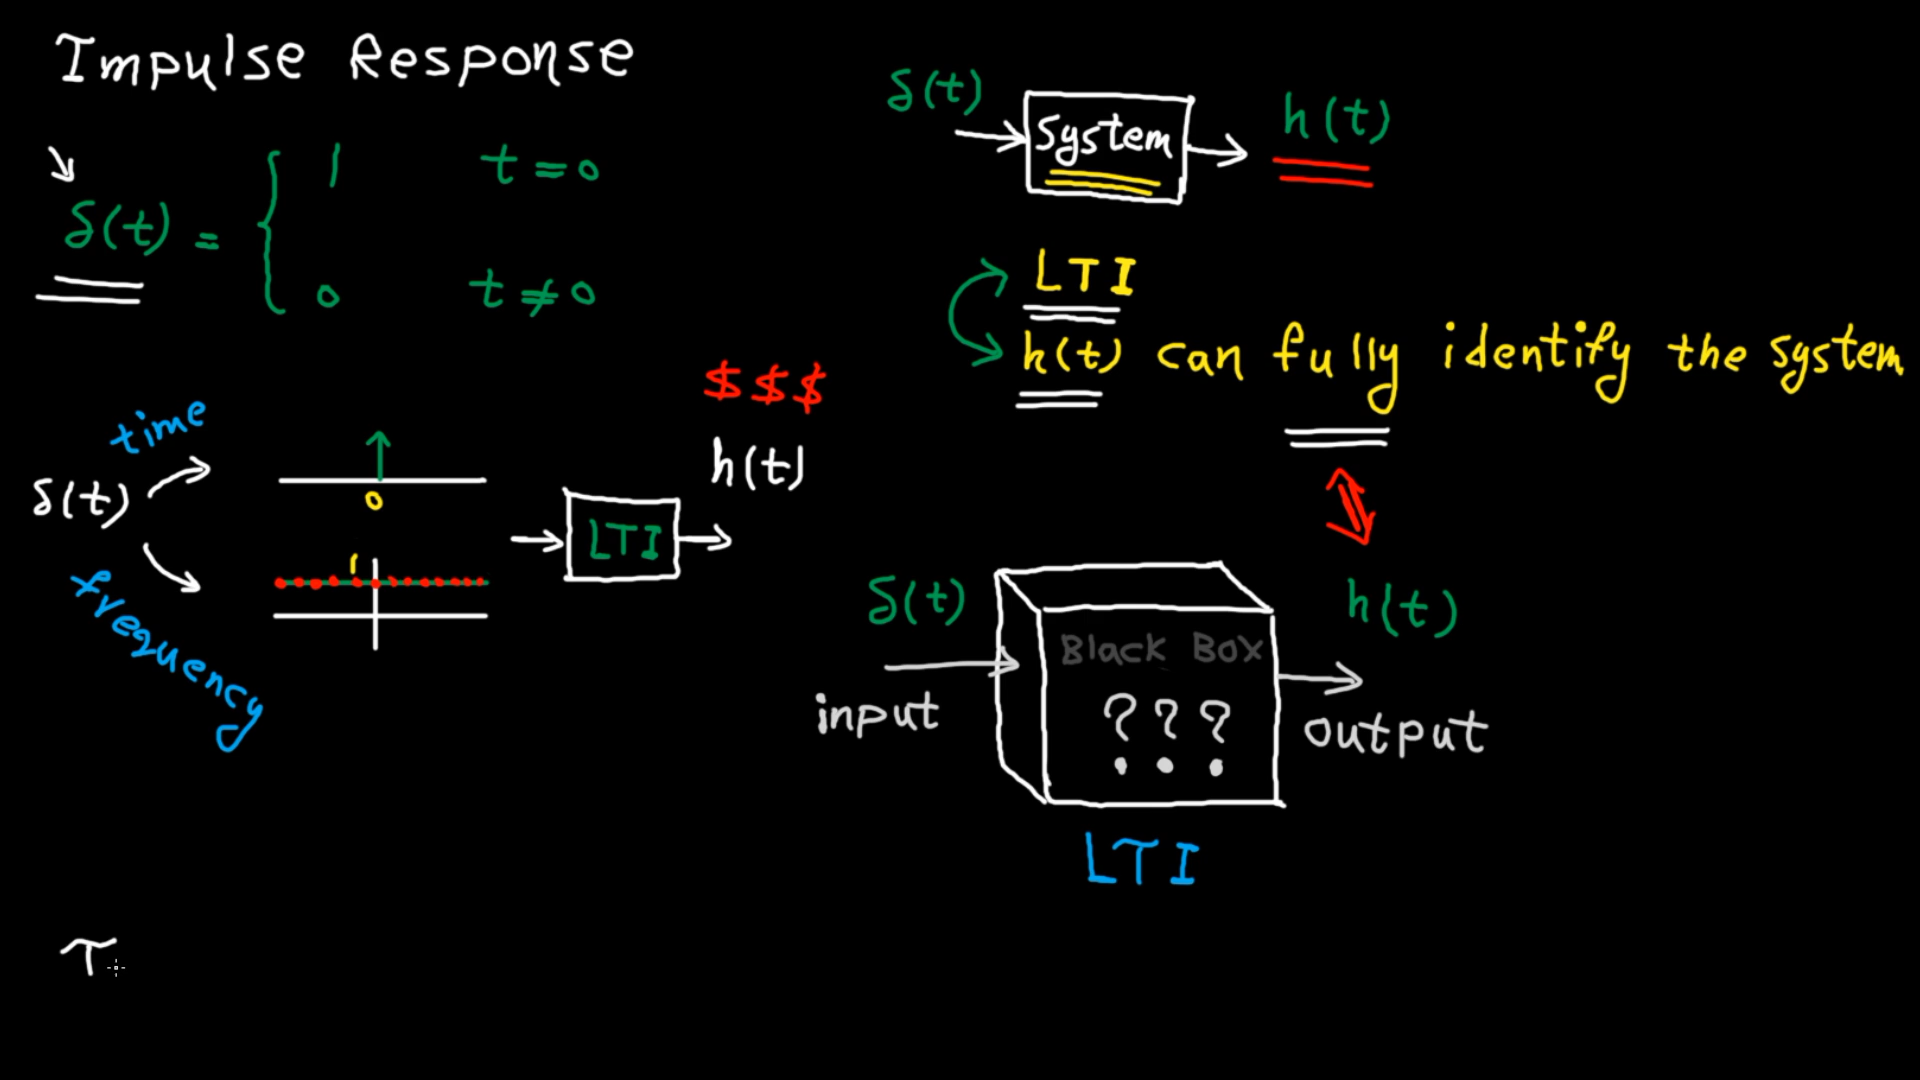 Impulse Response
δ(t) = { 1 t = 0
0 t ≠ 0
δ(t) → System → h(t)
LTI
h(t) can fully identify the system
time
δ(t)
frequency
0
1
$$$
h(t)
LTI
δ(t)
input
Black Box
???
h(t)
output
LTI
T